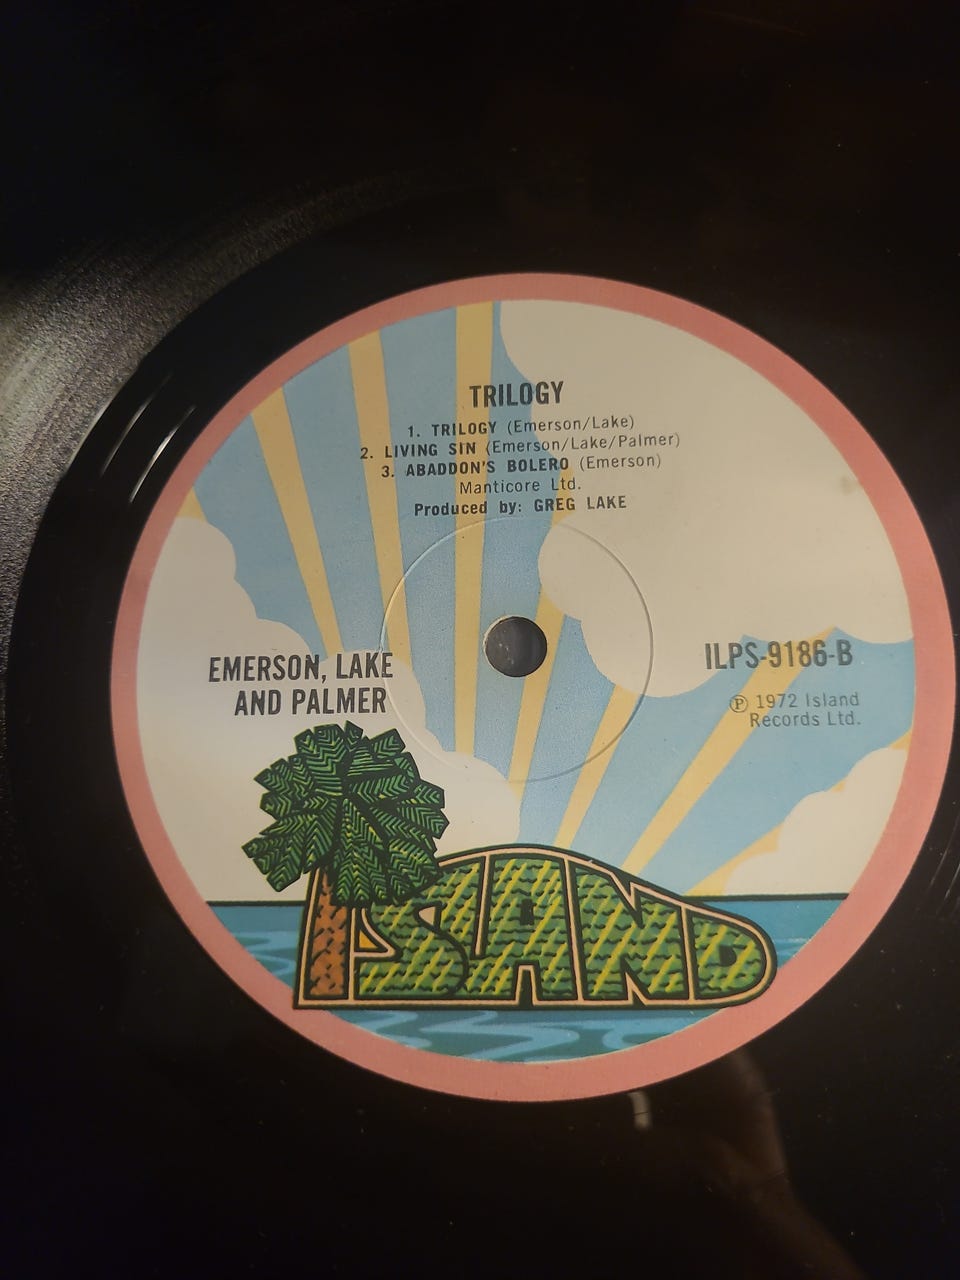 TRILOGY
1. TRILOGY (Emerson/Lake)
2. LIVING SIN (Emerson/Lake/Palmer)
3. ABADDON'S BOLERO (Emerson)
Manticore Ltd.
Produced by: GREG LAKE
EMERSON, LAKE
AND PALMER
ILPS-9186-B
℗ 1972 Island
Records Ltd.
ISLAND